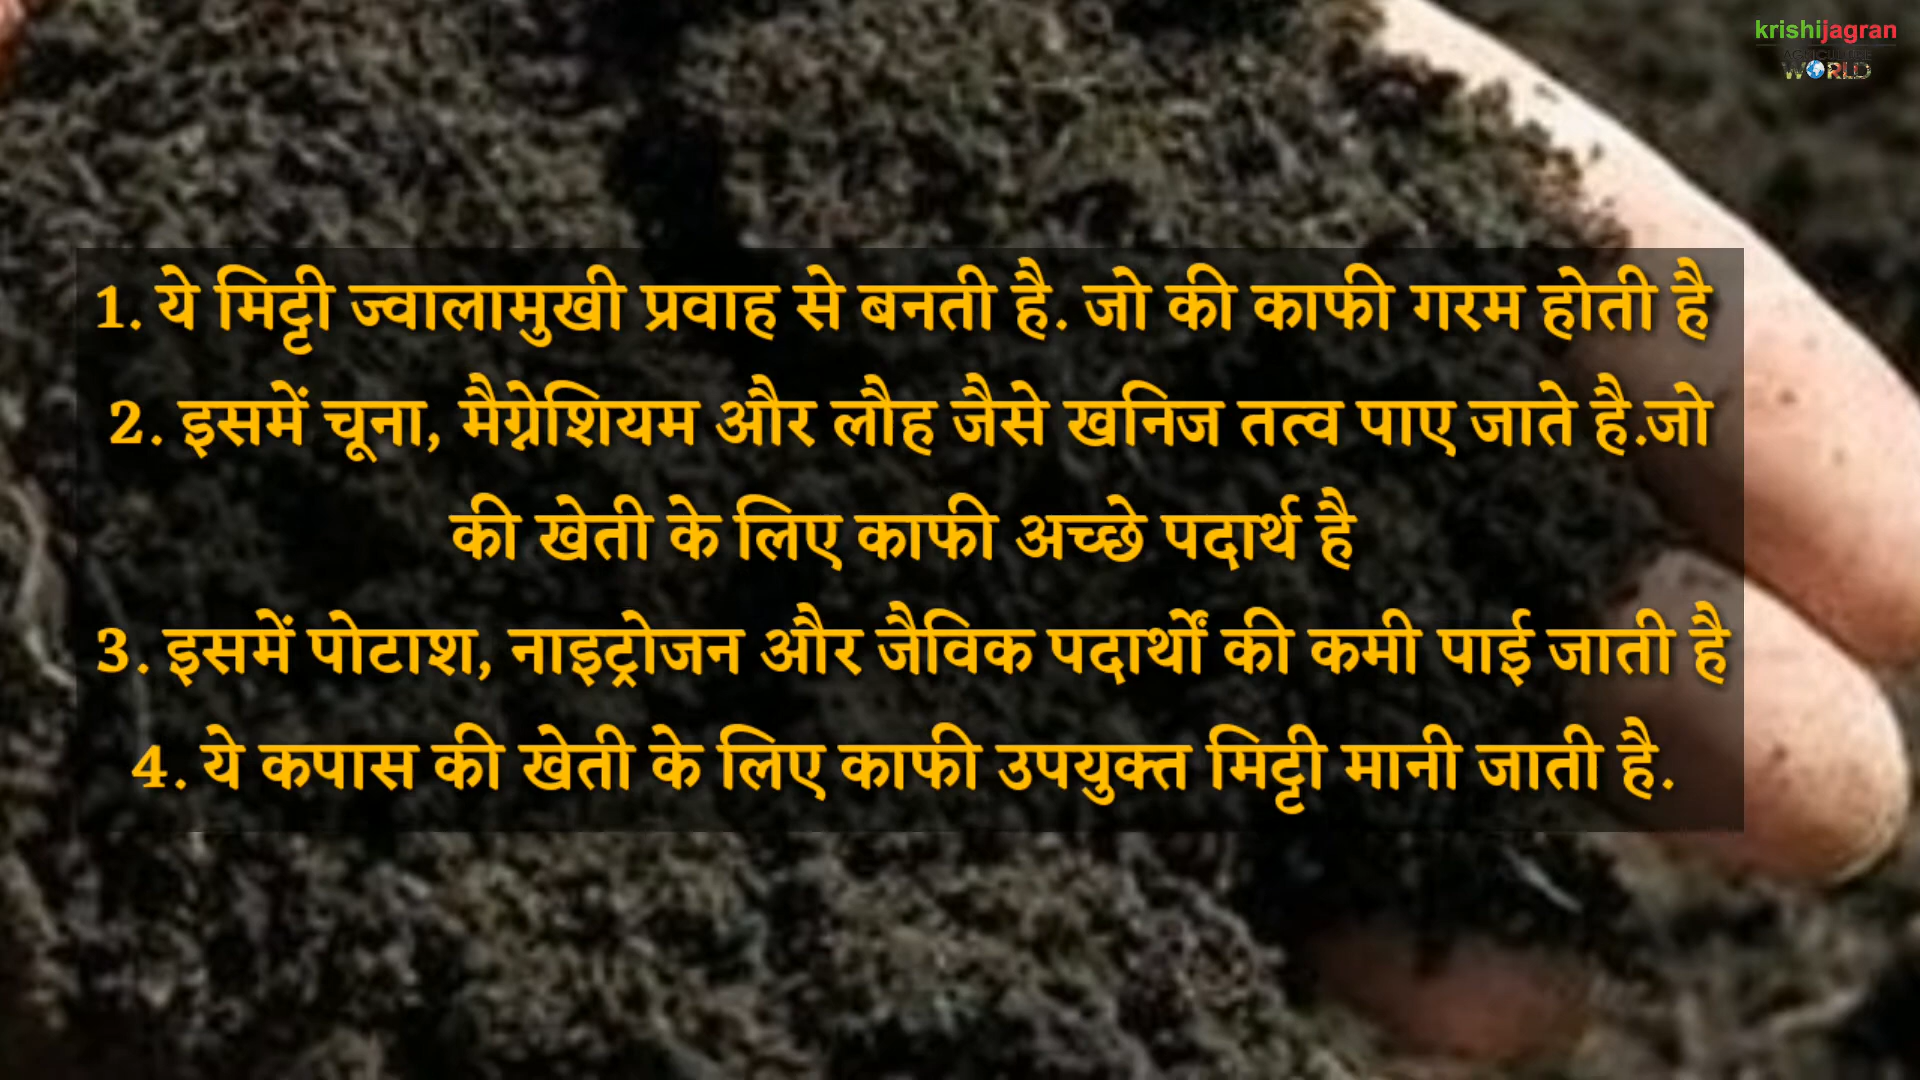 krishijagran
AGRICULTURE
WORLD
1. ये मिट्टी ज्वालामुखी प्रवाह से बनती है. जो की काफी गरम होती है
2. इसमें चूना, मैग्नेशियम और लौह जैसे खनिज तत्व पाए जाते है.जो
की खेती के लिए काफी अच्छे पदार्थ है
3. इसमें पोटाश, नाइट्रोजन और जैविक पदार्थों की कमी पाई जाती है
4. ये कपास की खेती के लिए काफी उपयुक्त मिट्टी मानी जाती है.